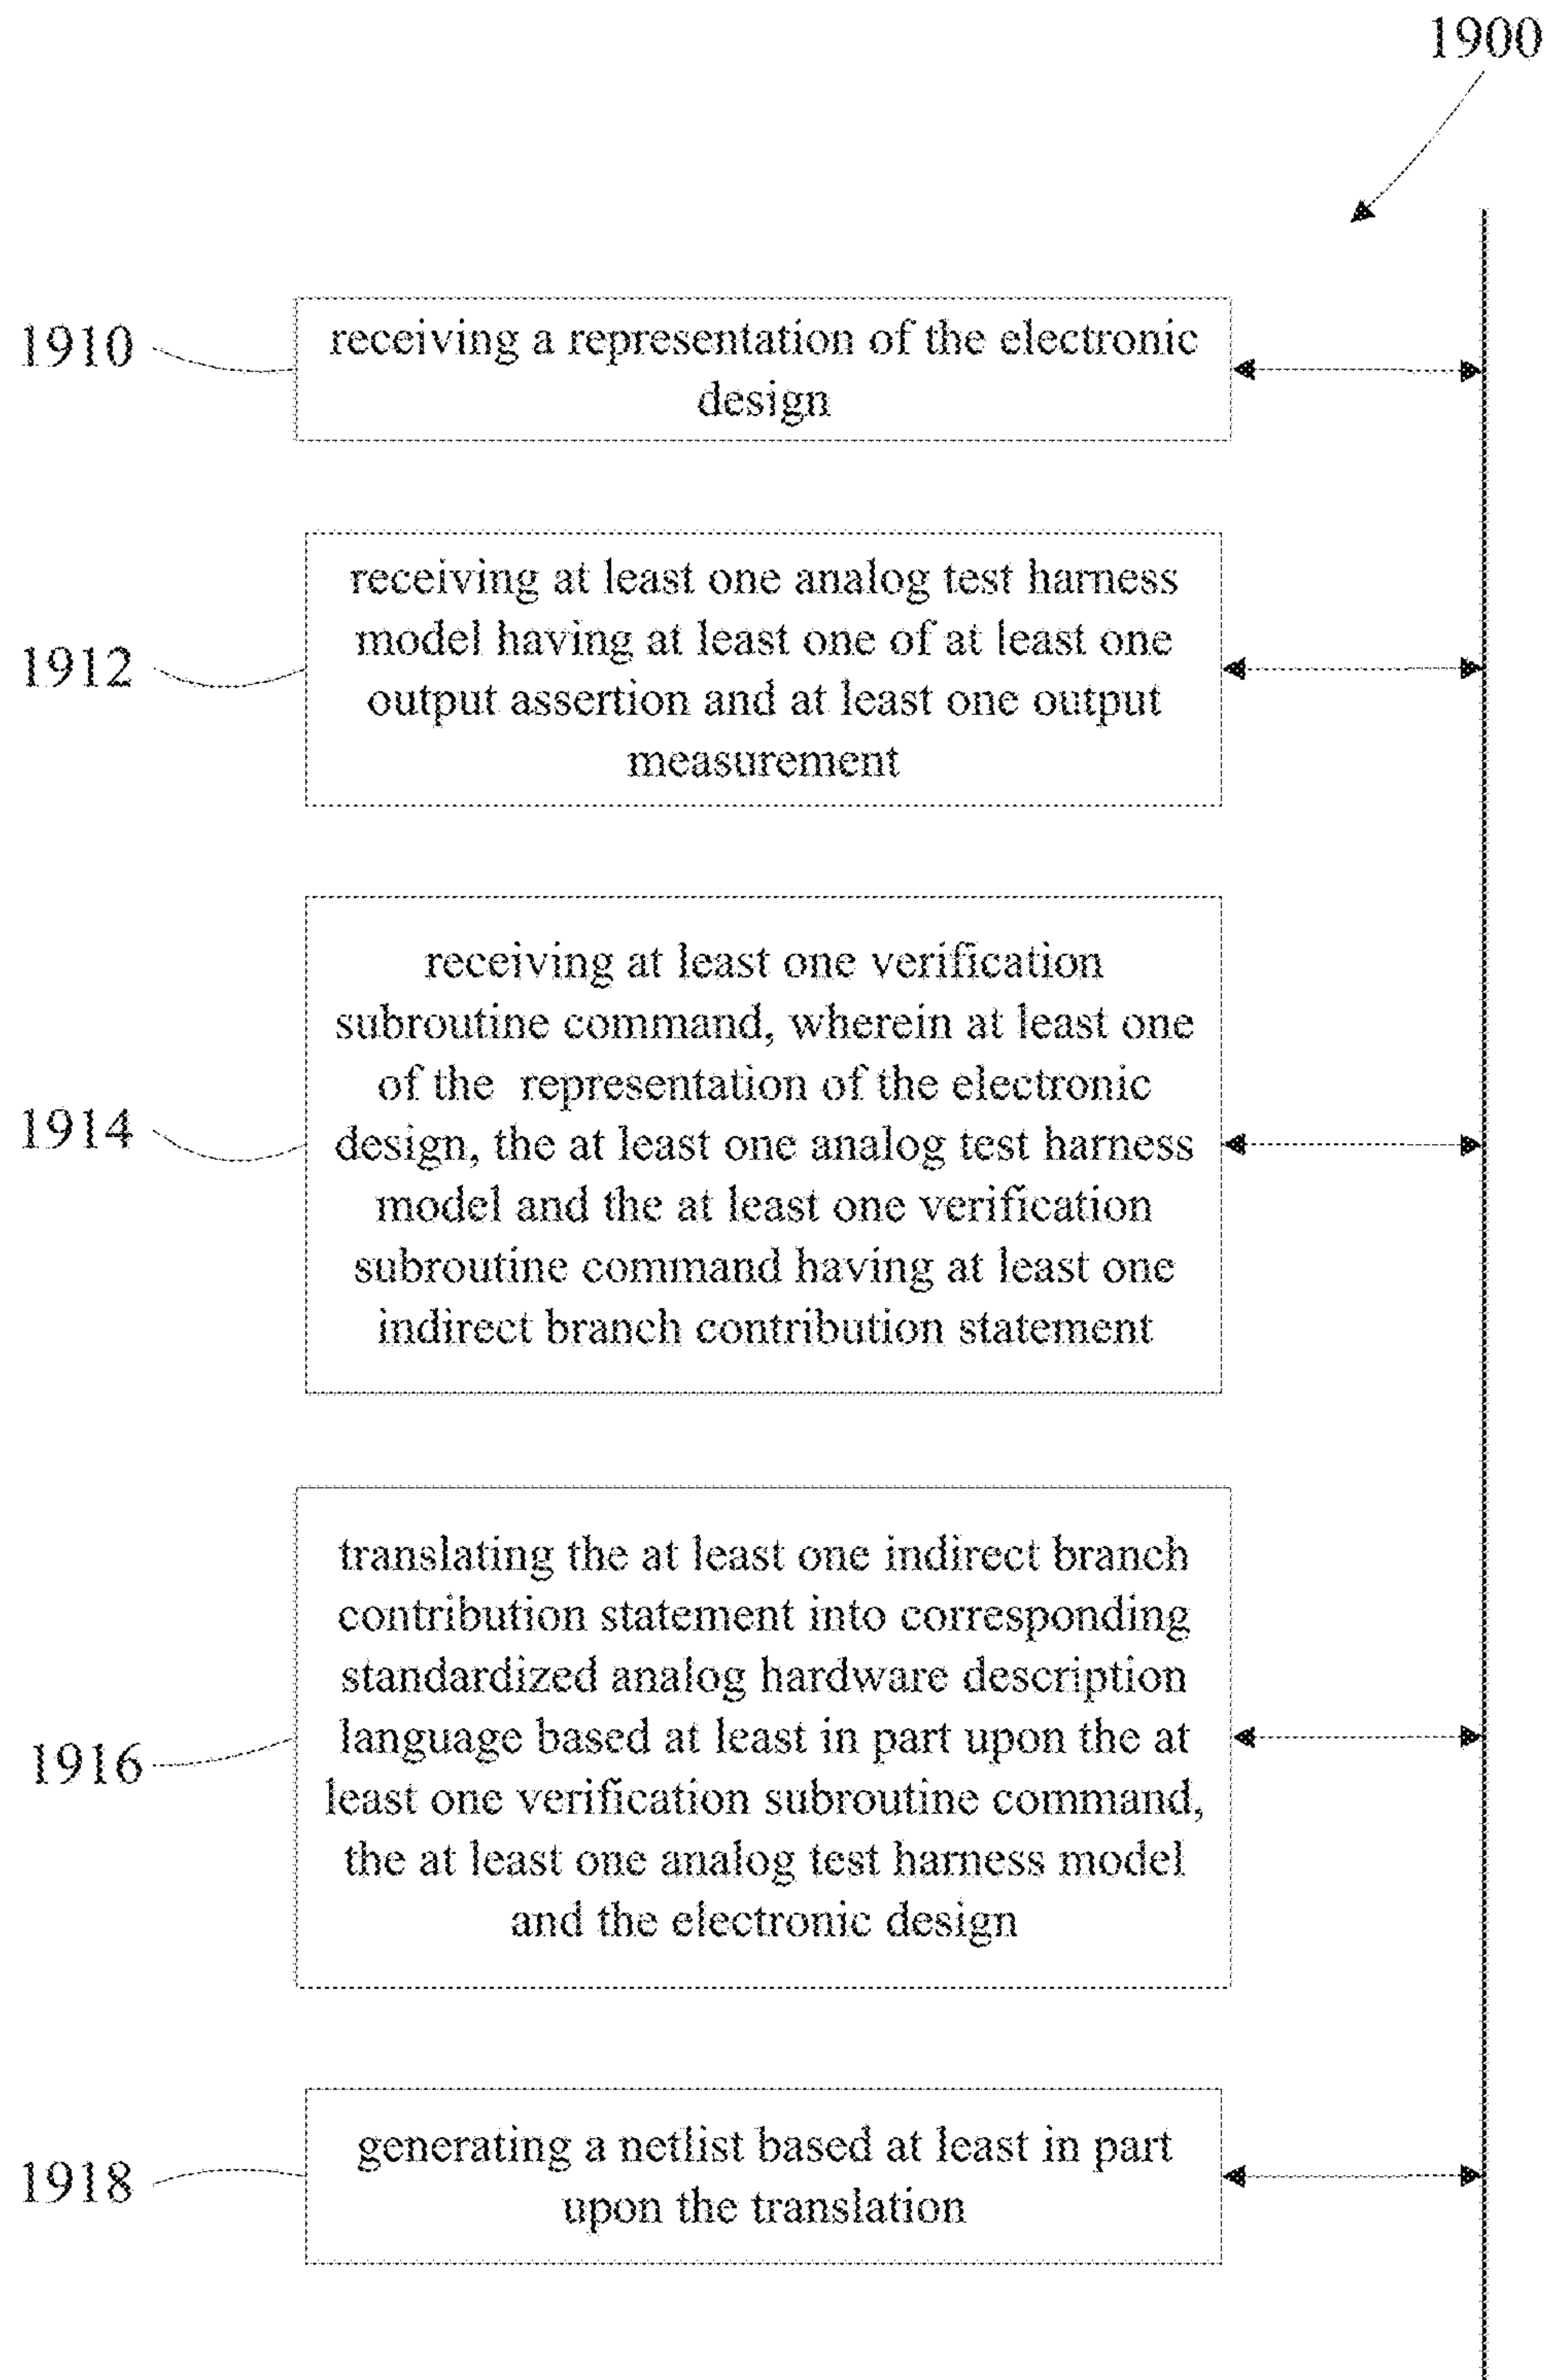 1900
1910
receiving a representation of the electronic
design
1912
receiving at least one analog test harness
model having at least one of at least one
output assertion and at least one output
measurement
1914
receiving at least one verification
subroutine command, wherein at least one
of the representation of the electronic
design, the at least one analog test harness
model and the at least one verification
subroutine command having at least one
indirect branch contribution statement
1916
translating the at least one indirect branch
contribution statement into corresponding
standardized analog hardware description
language based at least in part upon the at
least one verification subroutine command,
the at least one analog test harness model
and the electronic design
1918
generating a netlist based at least in part
upon the translation